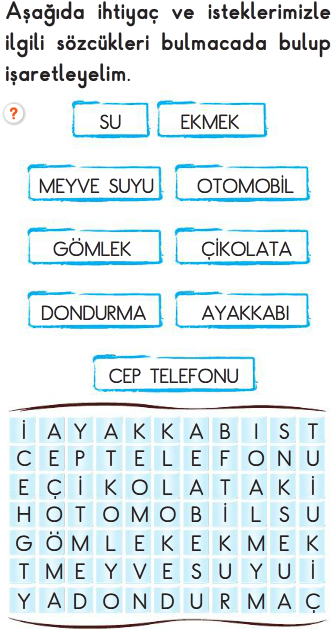 Aşağıda ihtiyaç ve isteklerimizle
ilgili sözcükleri bulmacada bulup
işaretleyelim.
?
SU EKMEK
MEYVE SUYU OTOMOBİL
GÖMLEK ÇİKOLATA
DONDURMA AYAKKABI
CEP TELEFONU
İ A Y A K K A B I S T
C E P T E L E F O N U
E Ç İ K O L A T A K İ
H O T O M O B İ L S U
G Ö M L E K E K M E K
T M E Y V E S U Y U İ
Y A D O N D U R M A Ç